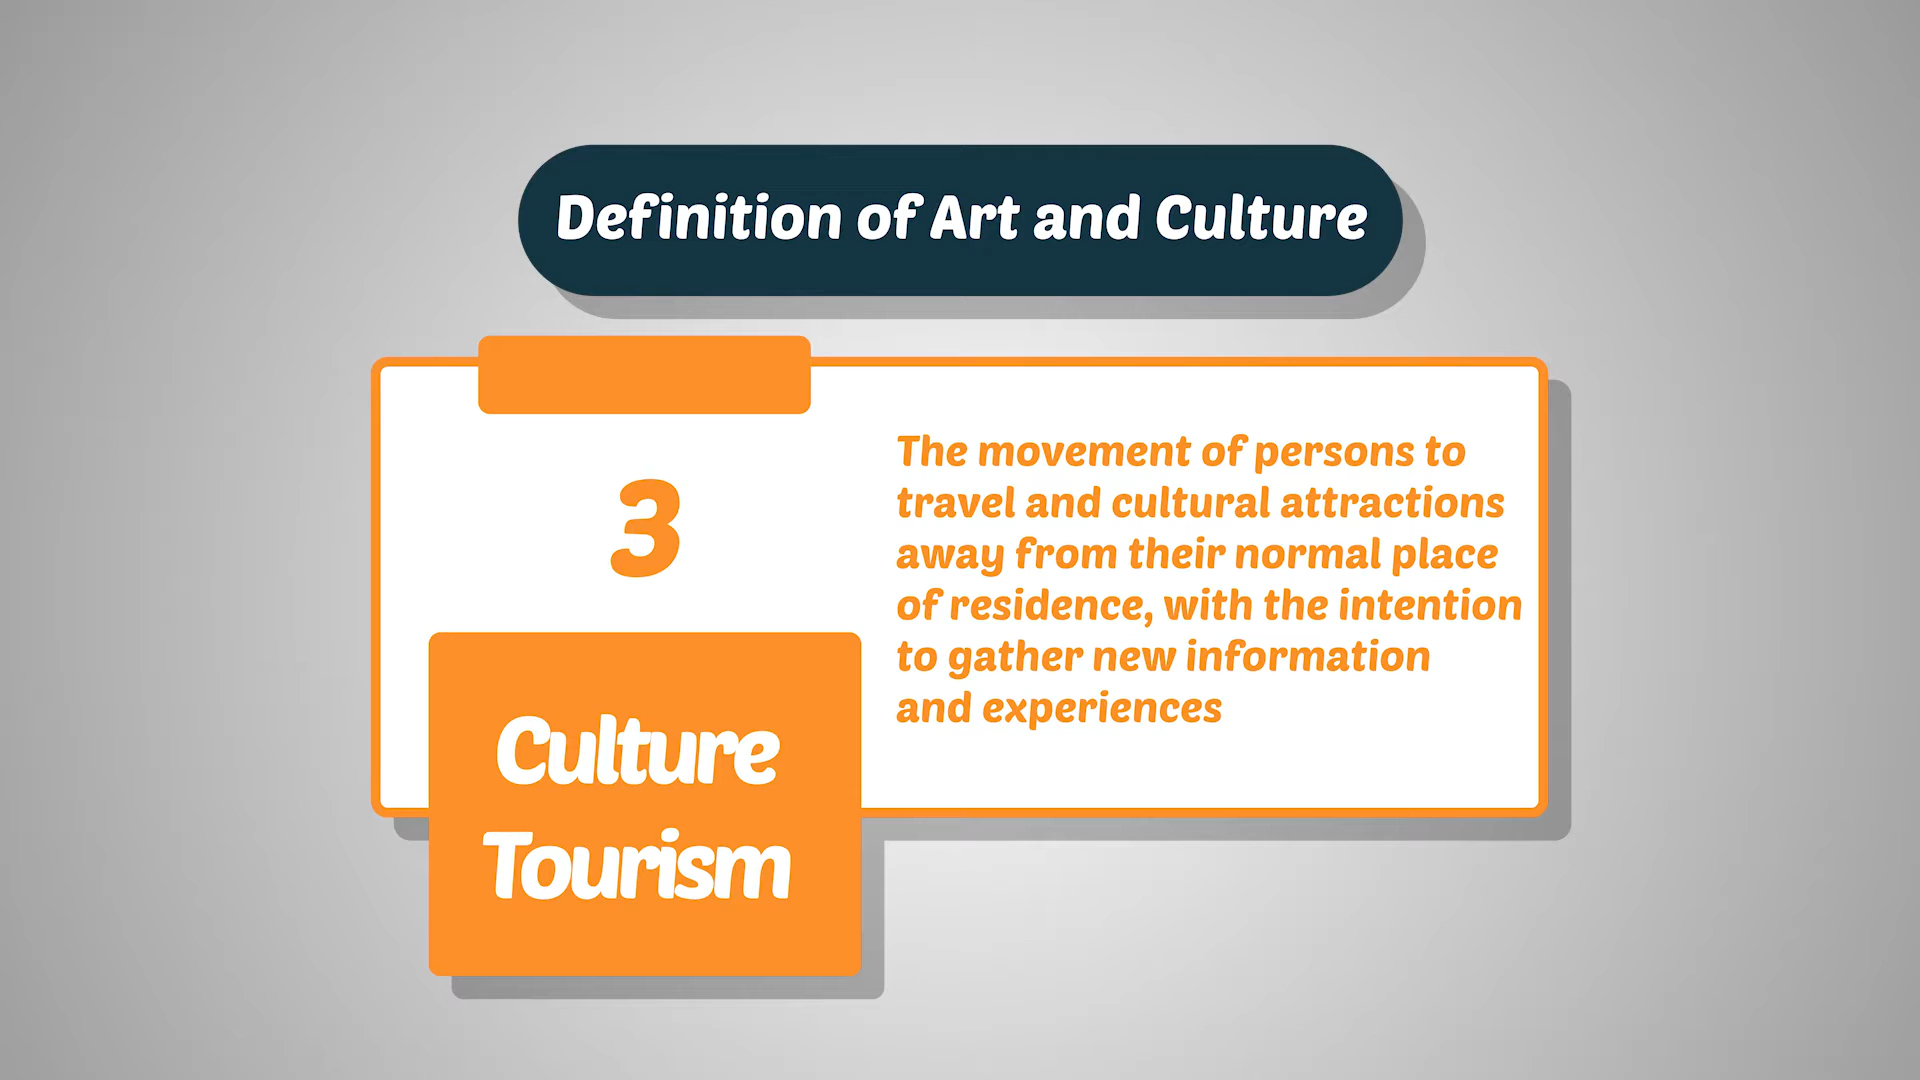 Definition of Art and Culture
3
Culture
Tourism
The movement of persons to
travel and cultural attractions
away from their normal place
of residence, with the intention
to gather new information
and experiences